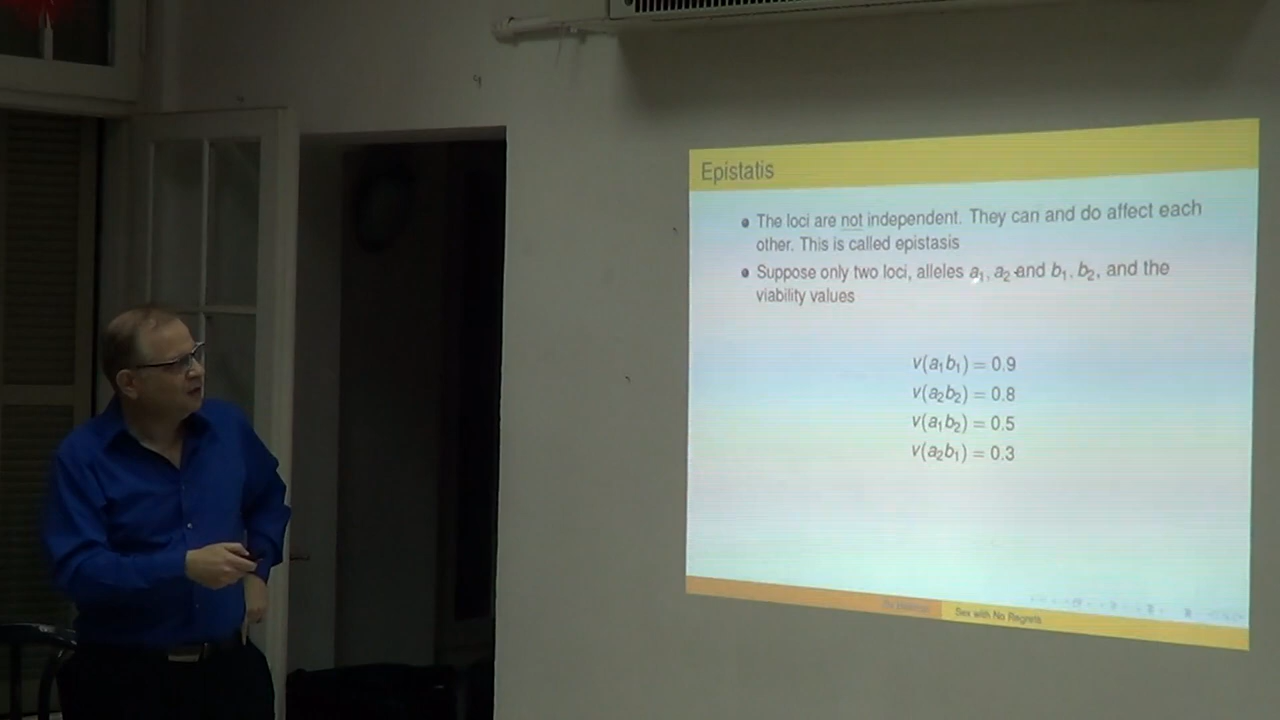 Epistatis
The loci are not independent. They can and do affect each
other. This is called epistasis
Suppose only two loci, alleles a₁, a₂ and b₁, b₂, and the
viability values
v(a₁b₁) = 0.9
v(a₂b₂) = 0.8
v(a₁b₂) = 0.5
v(a₂b₁) = 0.3
Sex with No Regrets